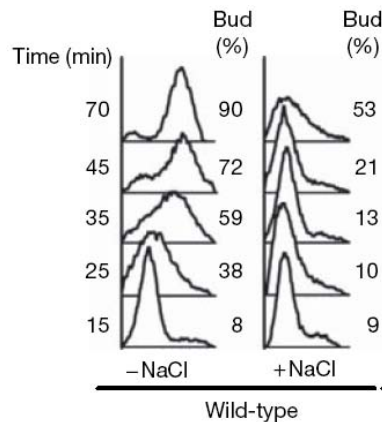 Bud Bud
Time (min) (%) (%)
70 90 53
45 72 21
35 59 13
25 38 10
15 8 9
−NaCl +NaCl
Wild-type